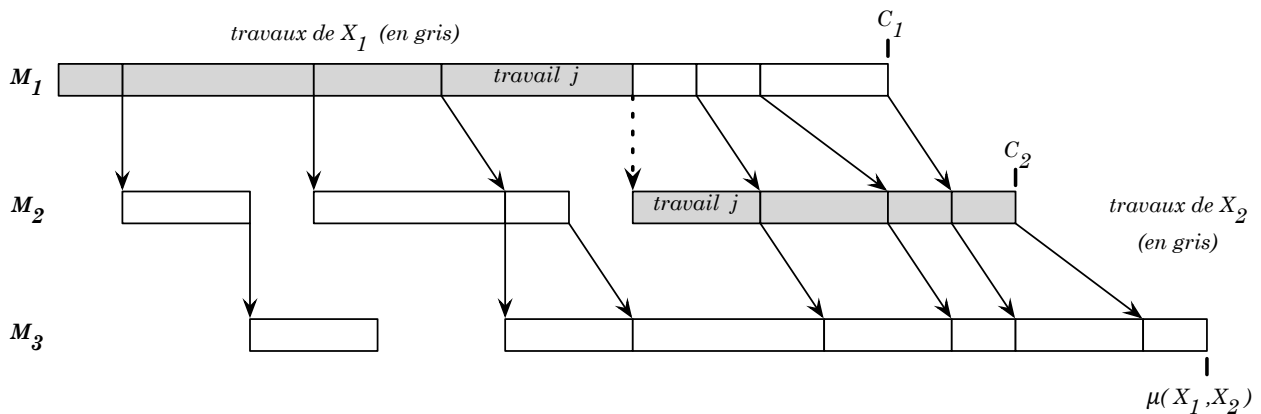 travaux de X1 (en gris)
C1
M1
travail j
C2
M2
travail j
travaux de X2
(en gris)
M3
μ( X1 ,X2 )